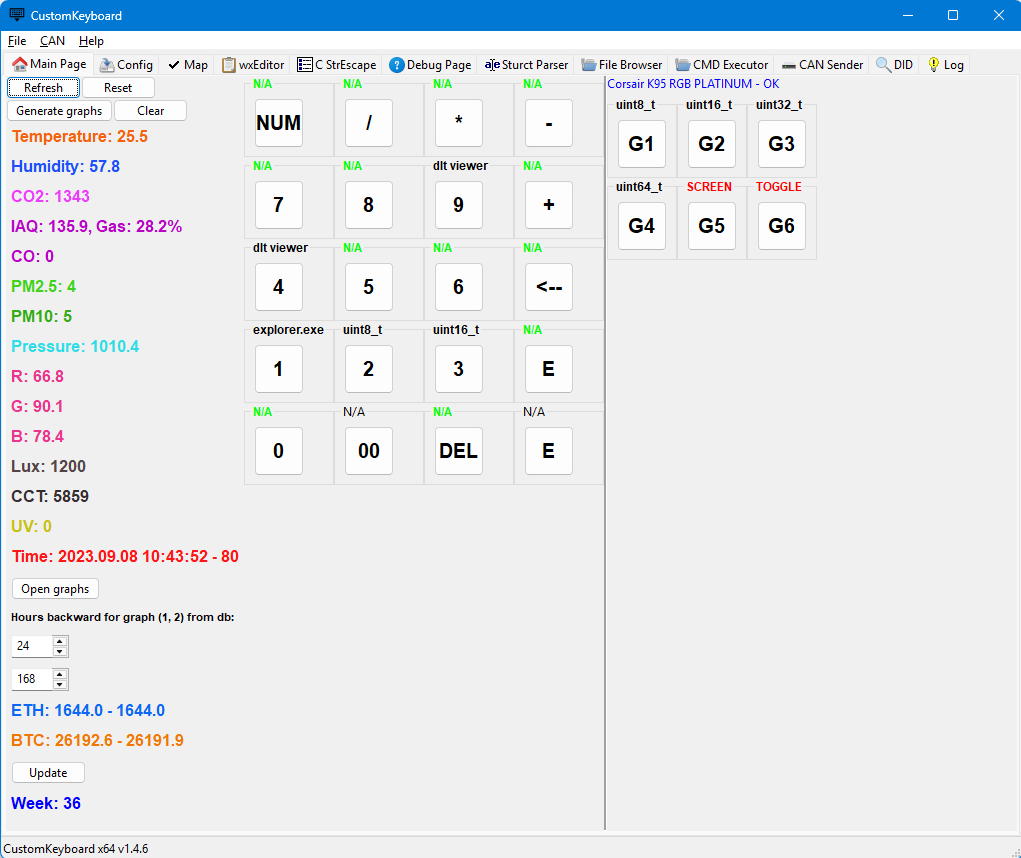 CustomKeyboard
File CAN Help
Main Page Config Map wxEditor C StrEscape Debug Page Sturct Parser File Browser CMD Executor CAN Sender DID Log
Refresh Reset
Generate graphs Clear
Temperature: 25.5
Humidity: 57.8
CO2: 1343
IAQ: 135.9, Gas: 28.2%
CO: 0
PM2.5: 4
PM10: 5
Pressure: 1010.4
R: 66.8
G: 90.1
B: 78.4
Lux: 1200
CCT: 5859
UV: 0
Time: 2023.09.08 10:43:52 - 80
Open graphs
Hours backward for graph (1, 2) from db:
24
168
ETH: 1644.0 - 1644.0
BTC: 26192.6 - 26191.9
Update
Week: 36
N/A N/A N/A N/A
NUM / * -
N/A N/A dlt viewer N/A
7 8 9 +
dlt viewer N/A N/A N/A
4 5 6 <--
explorer.exe uint8_t uint16_t N/A
1 2 3 E
N/A N/A N/A N/A
0 00 DEL E
Corsair K95 RGB PLATINUM - OK
uint8_t uint16_t uint32_t
G1 G2 G3
uint64_t SCREEN TOGGLE
G4 G5 G6
CustomKeyboard x64 v1.4.6